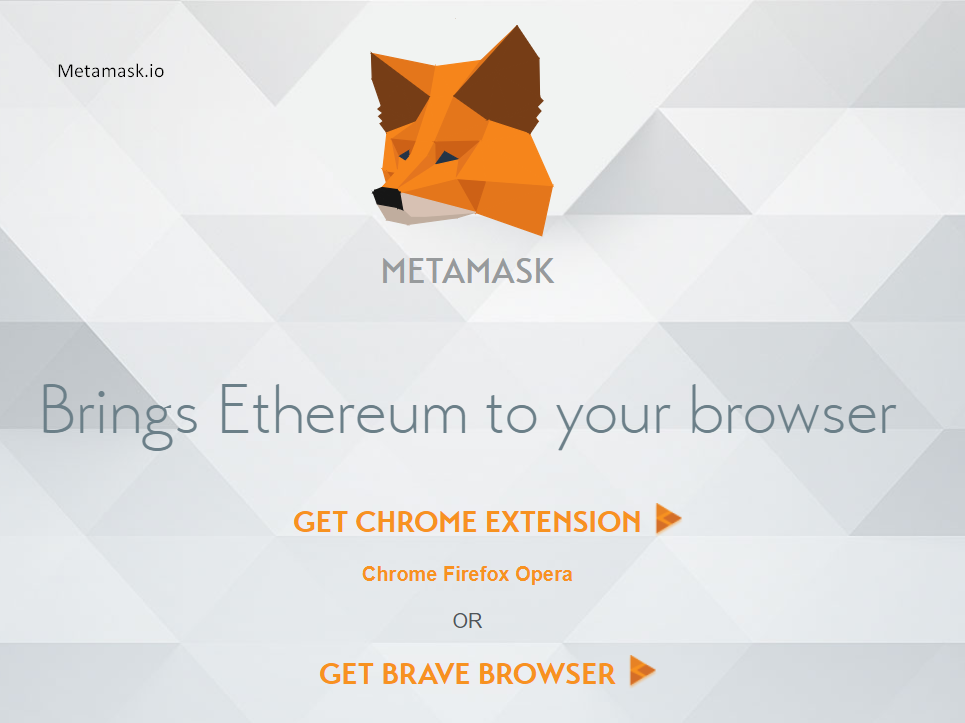 Metamask.io
METAMASK
Brings Ethereum to your browser
GET CHROME EXTENSION
Chrome Firefox Opera
OR
GET BRAVE BROWSER